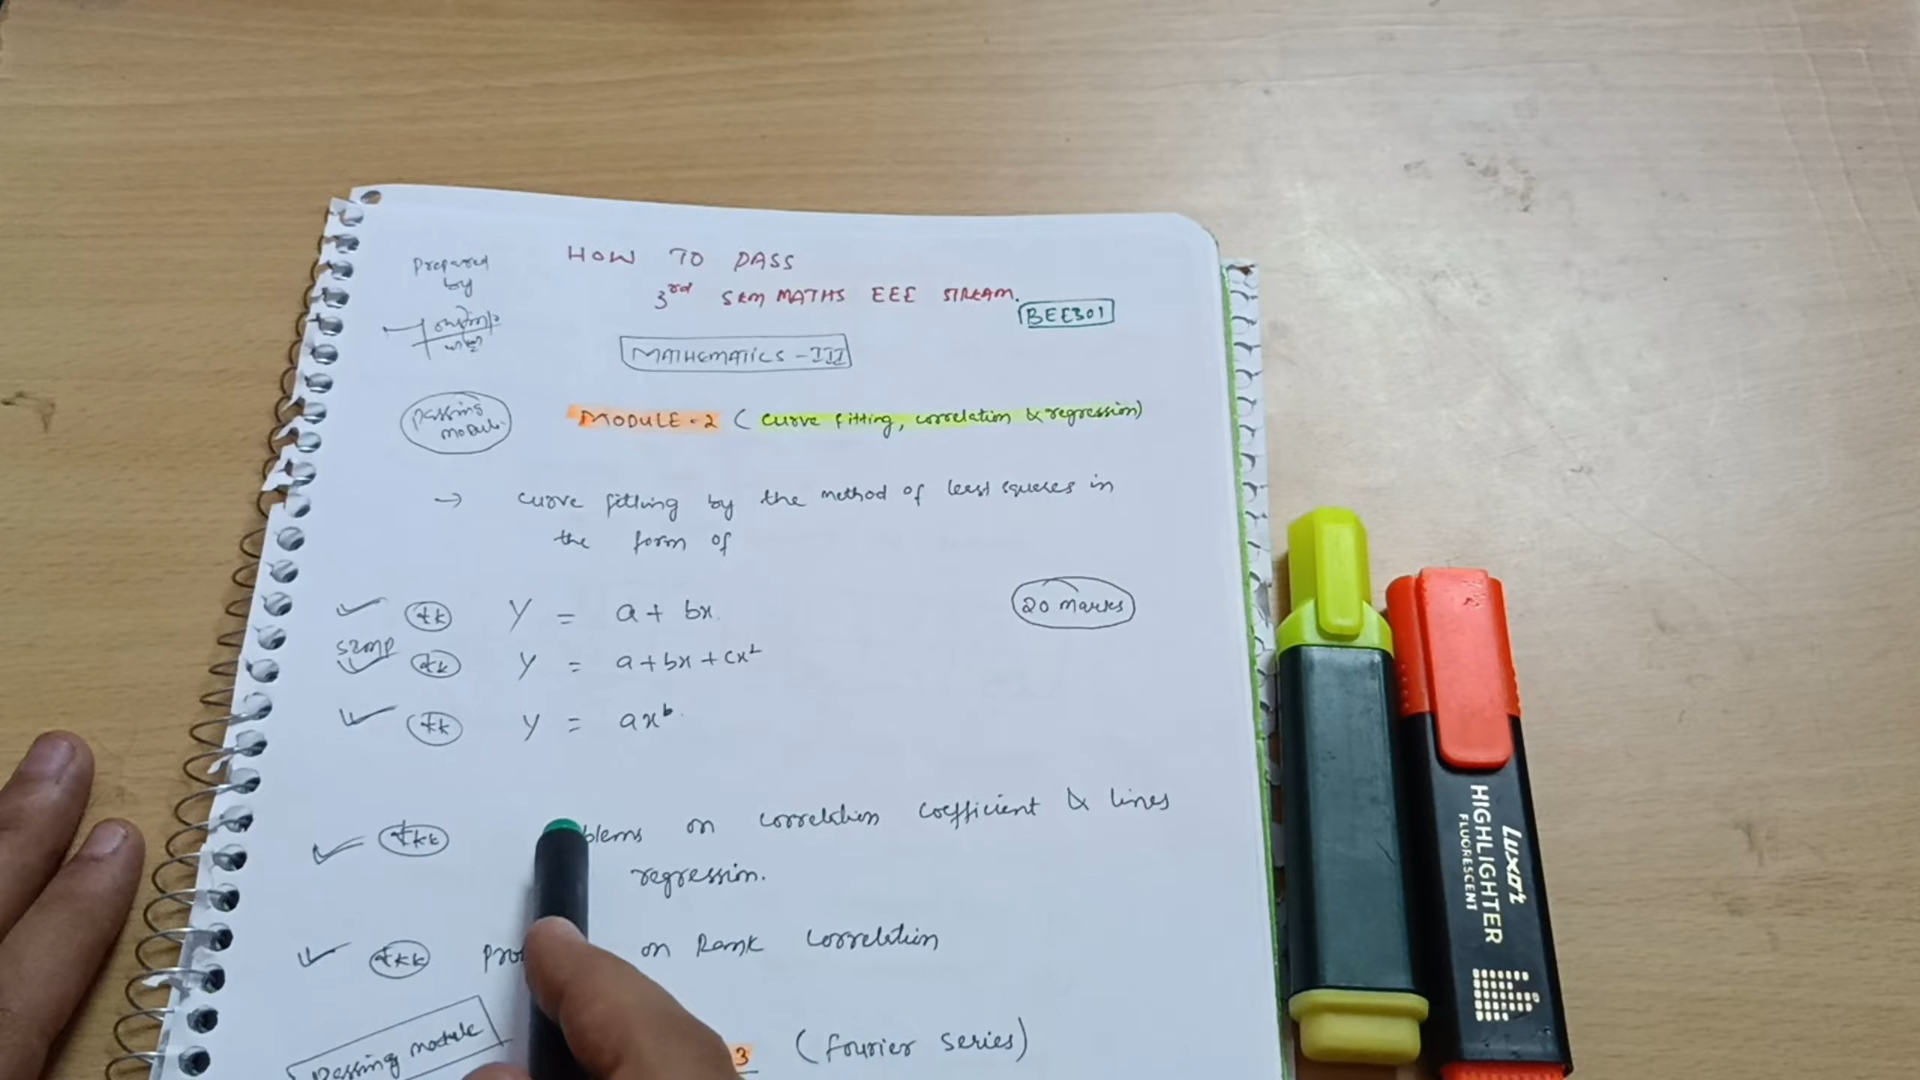 HOW TO PASS
Prepared
by
3rd SEM MATHS EEE STREAM.
BEE301
MATHEMATICS - III
passing
module
MODULE - 2 ( curve fitting, correlation & regression)
→ curve fitting by the method of least squares in
the form of
Y = a + bx
20 marks
Y = a + bx + cx²
Y = axᵇ
on correlation coefficient & lines
regression.
on Rank correlation
Passing module
3 (fourier series)
Luxor
HIGHLIGHTER
FLUORESCENT